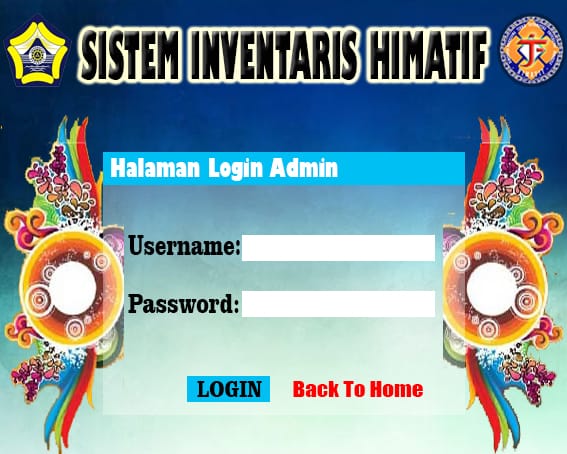 SISTEM INVENTARIS HIMATIF
Halaman Login Admin
Username:
Password:
LOGIN Back To Home